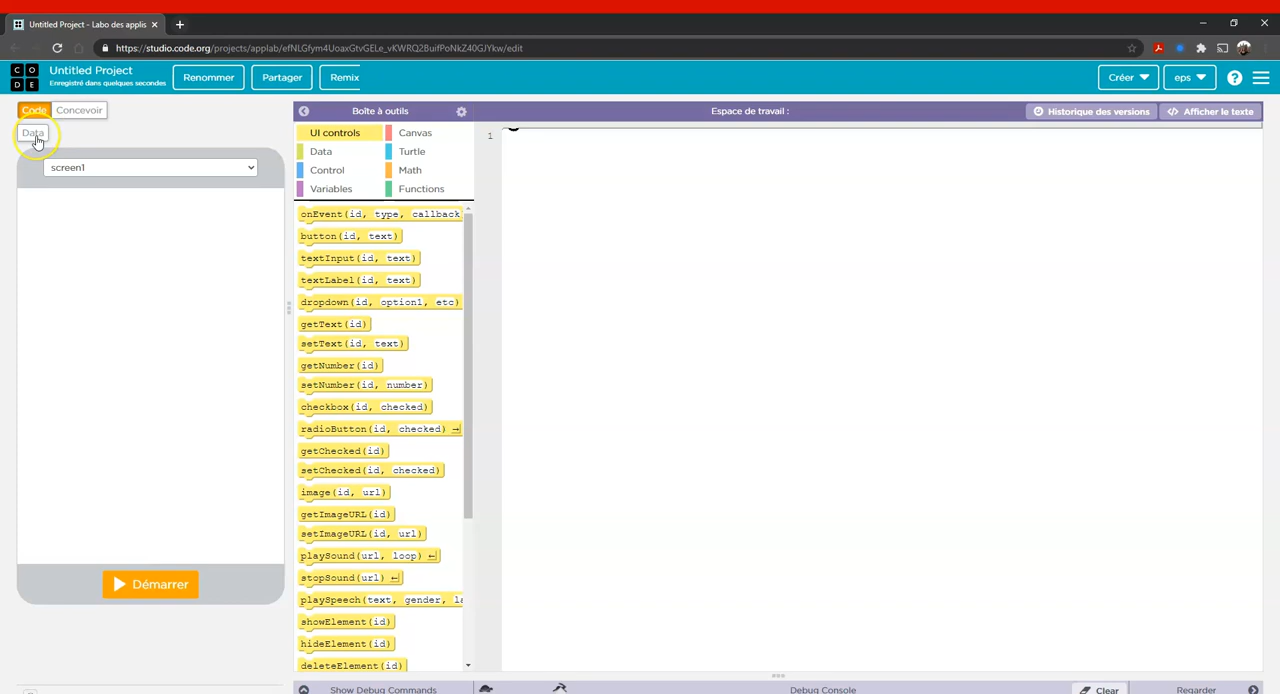 Untitled Project - Labo des applis
https://studio.code.org/projects/applab/efNLGfym4UoaxGtvGELe_vKWRQ2BuifPoNkZ40GJYkw/edit
CO
DE
Untitled Project
Enregistré dans quelques secondes
Renommer
Partager
Remix
Créer
eps
?
Code
Concevoir
Data
screen1
Démarrer
Boîte à outils
UI controls
Canvas
Data
Turtle
Control
Math
Variables
Functions
onEvent(id, type, callback
button(id, text)
textInput(id, text)
textLabel(id, text)
dropdown(id, option1, etc)
getText(id)
setText(id, text)
getNumber(id)
setNumber(id, number)
checkbox(id, checked)
radioButton(id, checked)
getChecked(id)
setChecked(id, checked)
image(id, url)
getImageURL(id)
setImageURL(id, url)
playSound(url, loop)
stopSound(url)
playSpeech(text, gender, la
showElement(id)
hideElement(id)
deleteElement(id)
Espace de travail :
Historique des versions
Afficher le texte
1
Show Debug Commands
Debug Console
Clear
Regarder